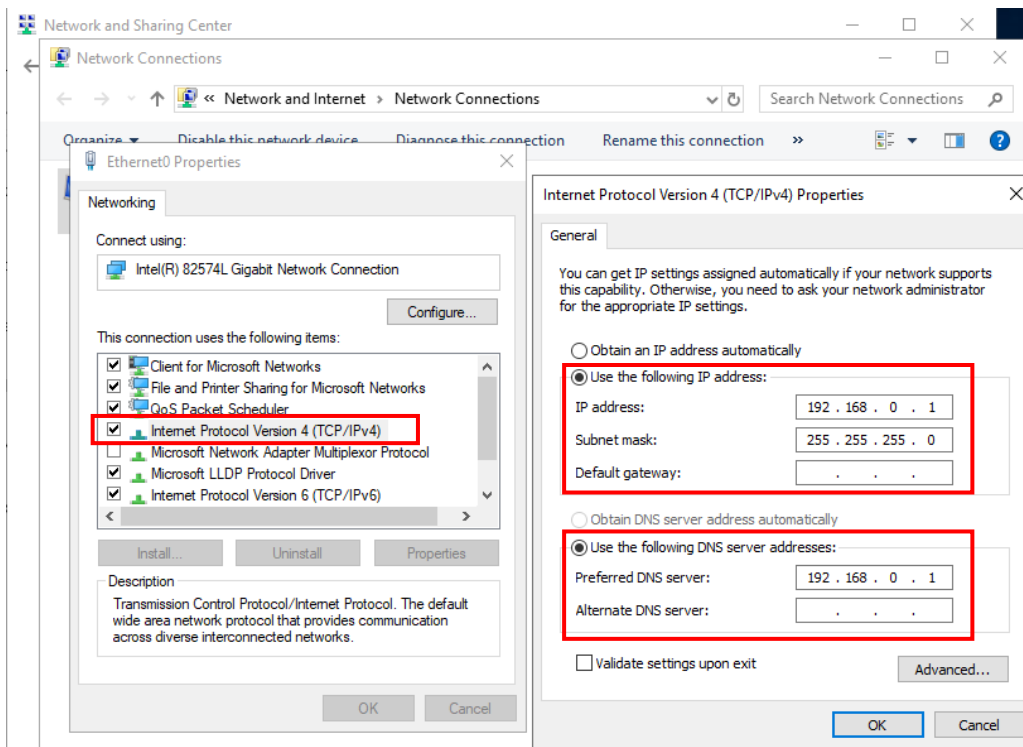 Network and Sharing Center
Network Connections
« Network and Internet > Network Connections
Search Network Connections
Organize
Disable this network device
Diagnose this connection
Rename this connection
»
?
Ethernet0 Properties
Networking
Connect using:
Intel(R) 82574L Gigabit Network Connection
Configure...
This connection uses the following items:
Client for Microsoft Networks
File and Printer Sharing for Microsoft Networks
QoS Packet Scheduler
Internet Protocol Version 4 (TCP/IPv4)
Microsoft Network Adapter Multiplexor Protocol
Microsoft LLDP Protocol Driver
Internet Protocol Version 6 (TCP/IPv6)
Install...
Uninstall
Properties
Description
Transmission Control Protocol/Internet Protocol. The default
wide area network protocol that provides communication
across diverse interconnected networks.
OK
Cancel
Internet Protocol Version 4 (TCP/IPv4) Properties
General
You can get IP settings assigned automatically if your network supports
this capability. Otherwise, you need to ask your network administrator
for the appropriate IP settings.
Obtain an IP address automatically
Use the following IP address:
IP address:
192 . 168 . 0 . 1
Subnet mask:
255 . 255 . 255 . 0
Default gateway:
. . .
Obtain DNS server address automatically
Use the following DNS server addresses:
Preferred DNS server:
192 . 168 . 0 . 1
Alternate DNS server:
. . .
Validate settings upon exit
Advanced...
OK
Cancel